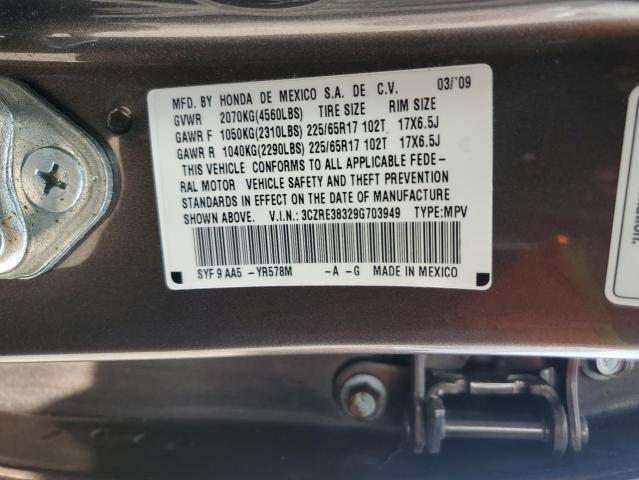 MFD. BY HONDA DE MEXICO S.A. DE C.V. 03/'09
GVWR 2070KG(4560LBS) TIRE SIZE RIM SIZE
GAWR F 1050KG(2310LBS) 225/65R17 102T 17X6.5J
GAWR R 1040KG(2290LBS) 225/65R17 102T 17X6.5J
THIS VEHICLE CONFORMS TO ALL APPLICABLE FEDE-
RAL MOTOR VEHICLE SAFETY AND THEFT PREVENTION
STANDARDS IN EFFECT ON THE DATE OF MANUFACTURE
SHOWN ABOVE. V.I.N.: 3CZRE38329G703949 TYPE:MPV
SYF 9 AA5 -YR578M -A -G MADE IN MEXICO